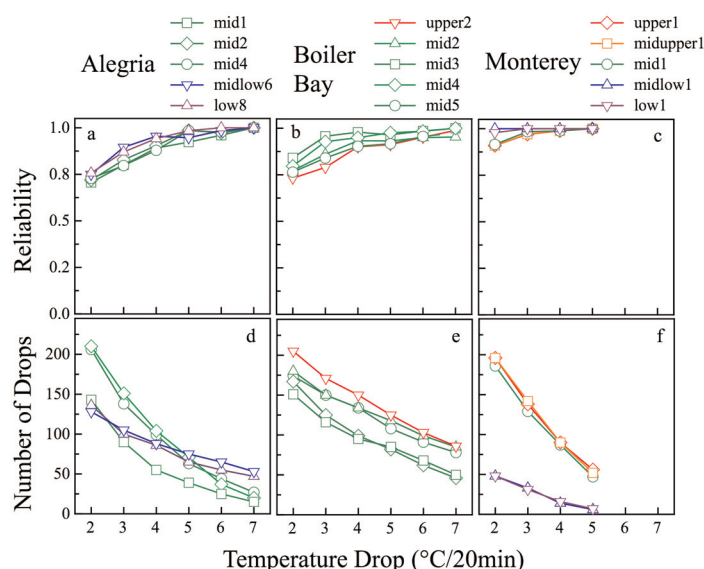 Alegria
mid1
mid2
mid4
midlow6
low8
Boiler
Bay
upper2
mid2
mid3
mid4
mid5
Monterey
upper1
midupper1
mid1
midlow1
low1
Reliability
1.0
0.8
0.5
0.2
0.0
a
b
c
Number of Drops
200
150
100
50
0
d
e
f
2 3 4 5 6 7 2 3 4 5 6 7 2 3 4 5 6 7
Temperature Drop (°C/20min)